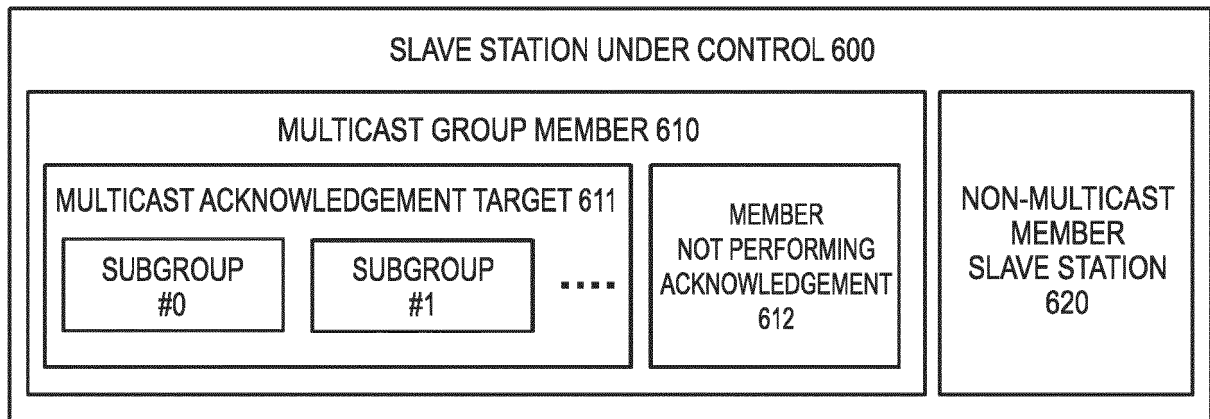 SLAVE STATION UNDER CONTROL 600
MULTICAST GROUP MEMBER 610
MULTICAST ACKNOWLEDGEMENT TARGET 611
SUBGROUP
#0
SUBGROUP
#1
....
MEMBER
NOT PERFORMING
ACKNOWLEDGEMENT
612
NON-MULTICAST
MEMBER
SLAVE STATION
620